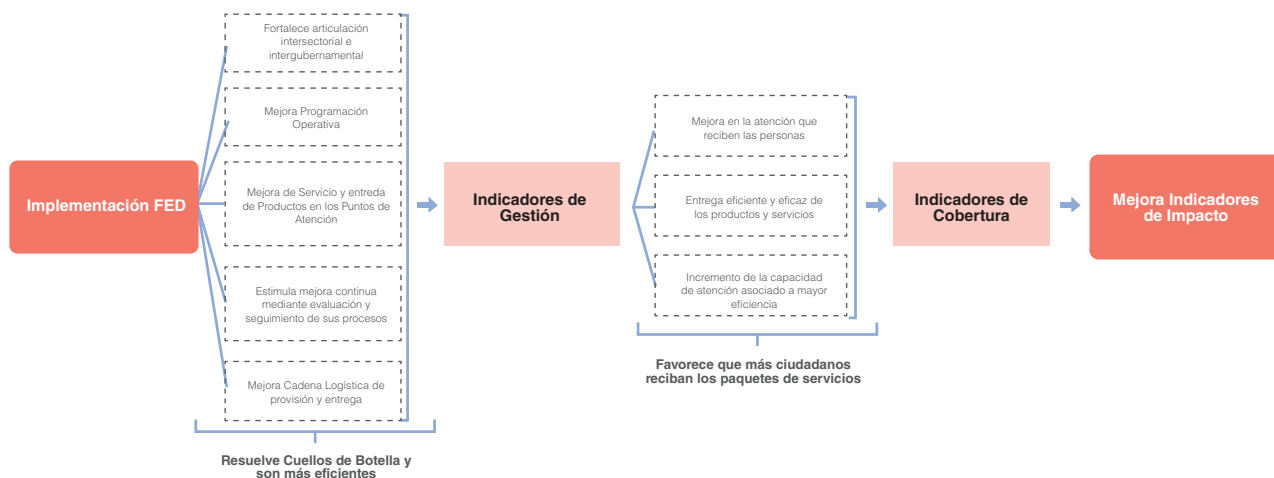 Implementación FED
Fortalece articulación
intersectorial e
intergubernamental
Mejora Programación
Operativa
Mejora de Servicio y entreda
de Productos en los Puntos de
Atención
Estimula mejora continua
mediante evaluación y
seguimiento de sus procesos
Mejora Cadena Logística de
provisión y entrega
Resuelve Cuellos de Botella y
son más eficientes
Indicadores de
Gestión
Mejora en la atención que
reciben las personas
Entrega eficiente y eficaz de
los productos y servicios
Incremento de la capacidad
de atención asociado a mayor
eficiencia
Favorece que más ciudadanos
reciban los paquetes de servicios
Indicadores de
Cobertura
Mejora Indicadores
de Impacto